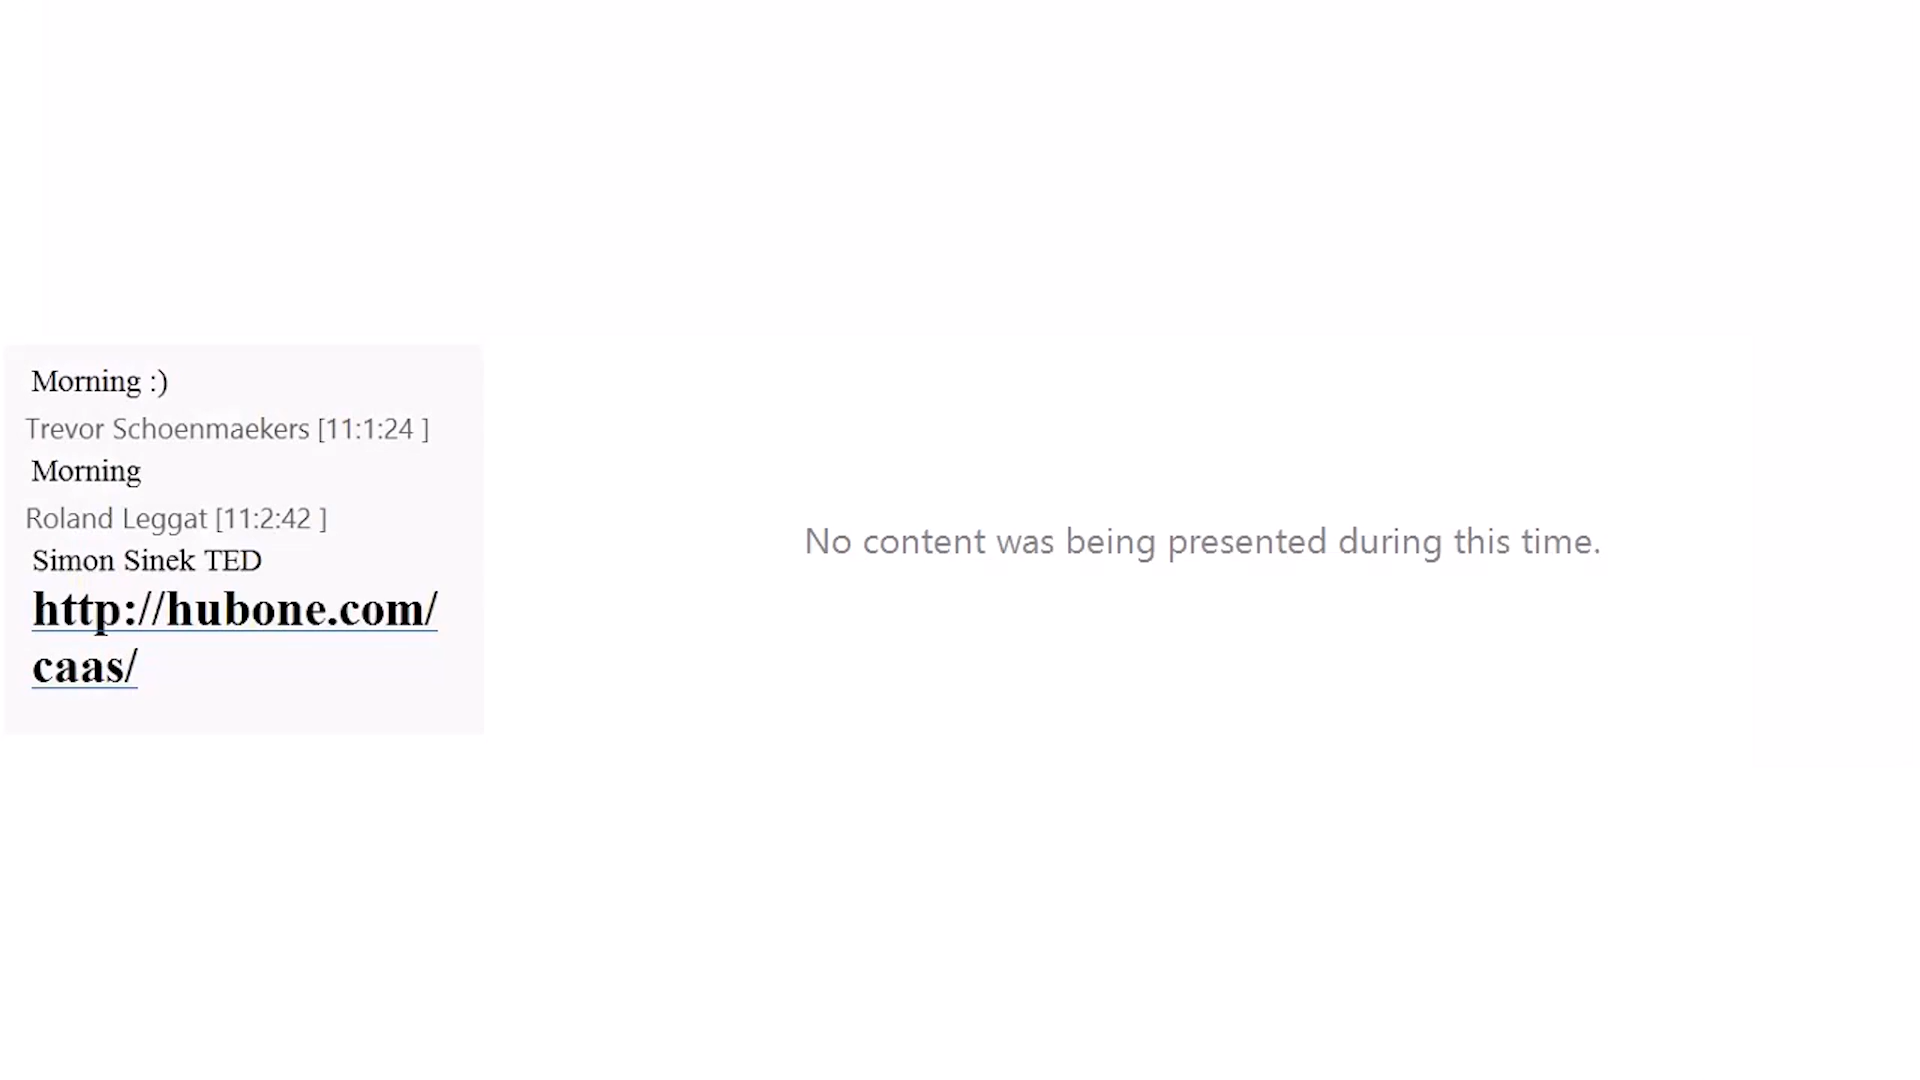 Morning :)
Trevor Schoenmaekers [11:1:24 ]
Morning
Roland Leggat [11:2:42 ]
Simon Sinek TED
http://hubone.com/
caas/
No content was being presented during this time.